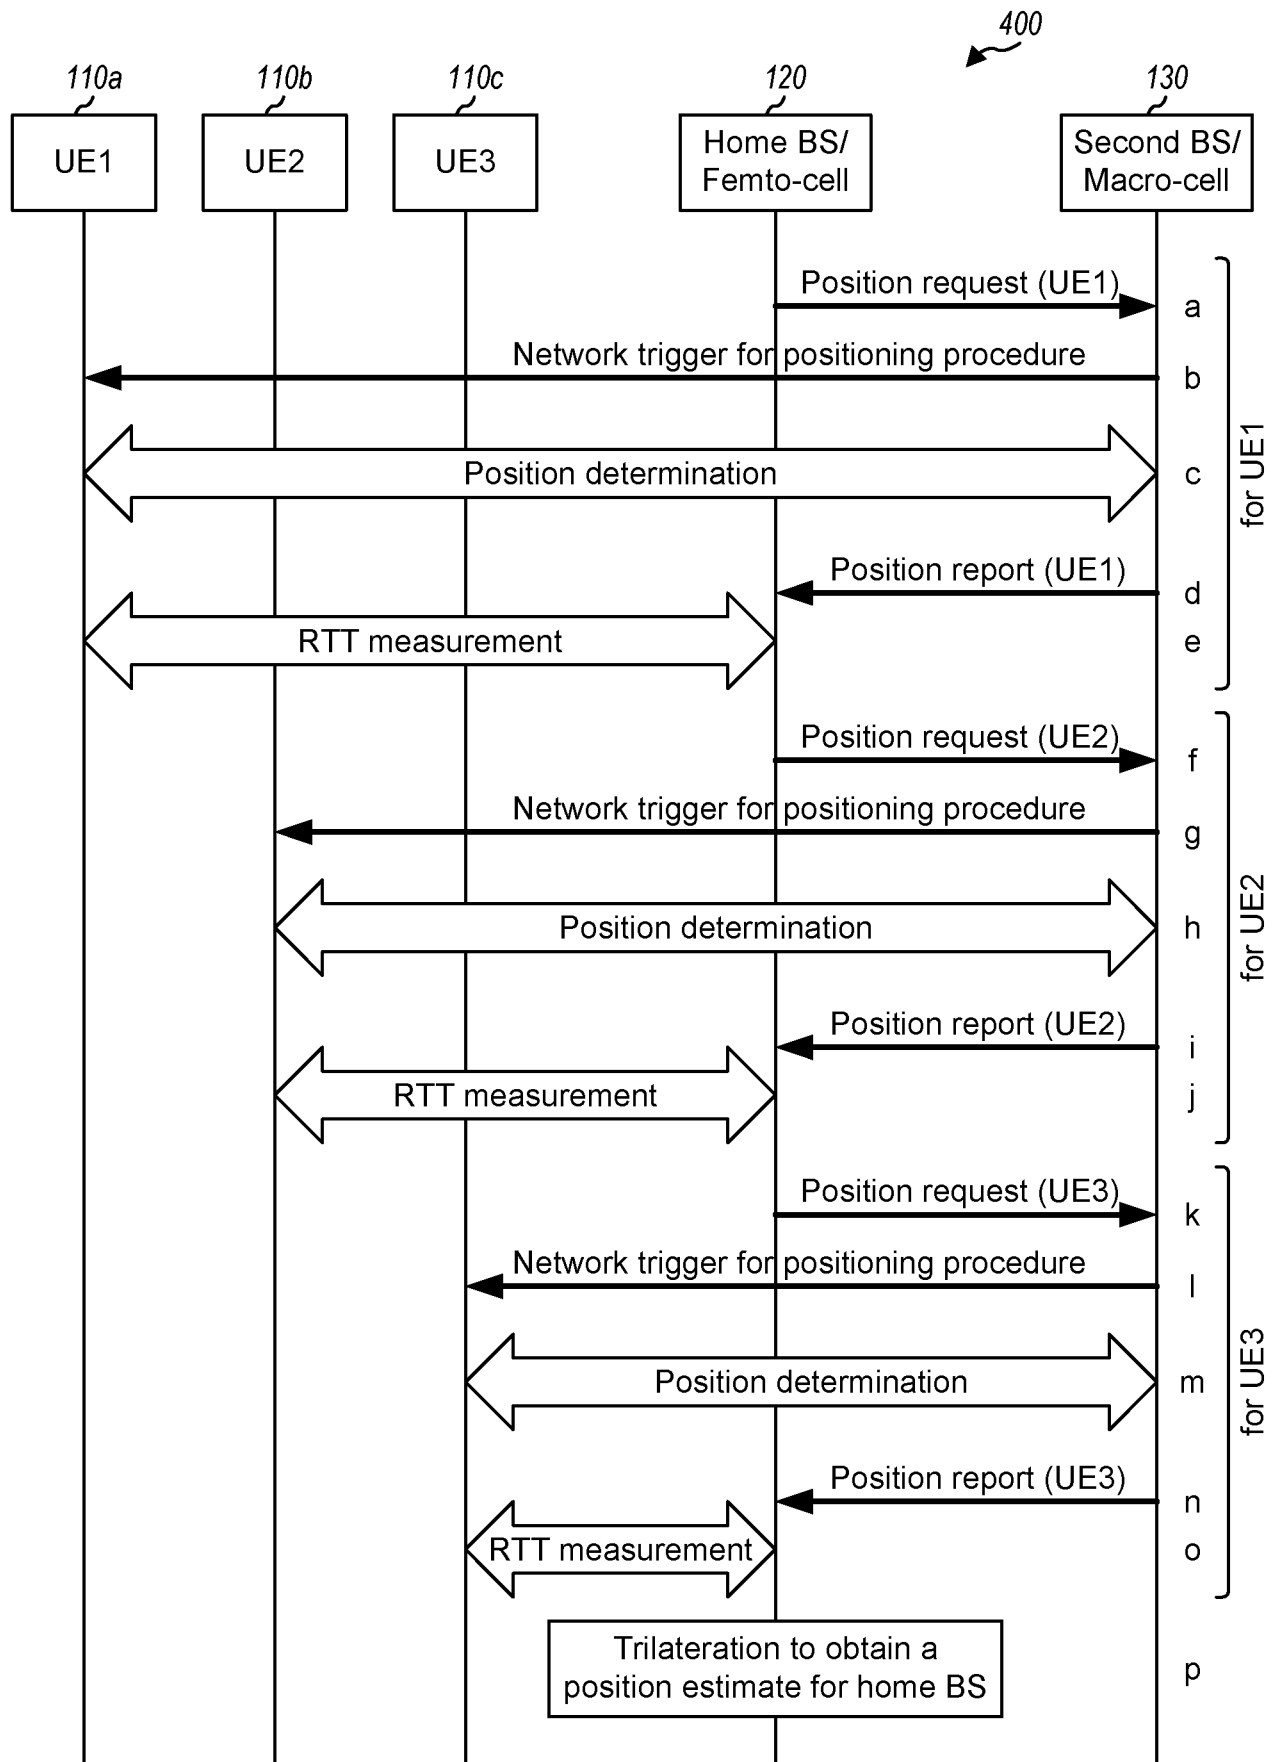 400
110a
110b
110c
120
130
UE1
UE2
UE3
Home BS/
Femto-cell
Second BS/
Macro-cell
Position request (UE1)
a
Network trigger for positioning procedure
b
Position determination
c
for UE1
Position report (UE1)
d
RTT measurement
e
Position request (UE2)
f
Network trigger for positioning procedure
g
Position determination
h
for UE2
Position report (UE2)
i
RTT measurement
j
Position request (UE3)
k
Network trigger for positioning procedure
l
Position determination
m
for UE3
Position report (UE3)
n
RTT measurement
o
Trilateration to obtain a
position estimate for home BS
p